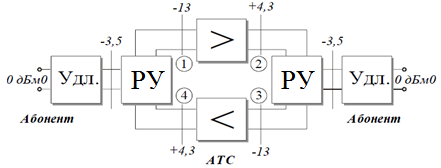 -13 +4,3
-3,5 > -3,5
1 2
0 дБм0 Удл. РУ РУ Удл. 0 дБм0
4 3
Абонент < Абонент
+4,3 АТС -13